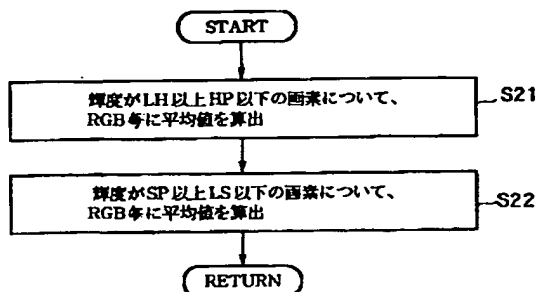 START
輝度がLH以上HP以下の画素について、
RGB毎に平均値を算出
S21
輝度がSP以上LS以下の画素について、
RGB毎に平均値を算出
S22
RETURN